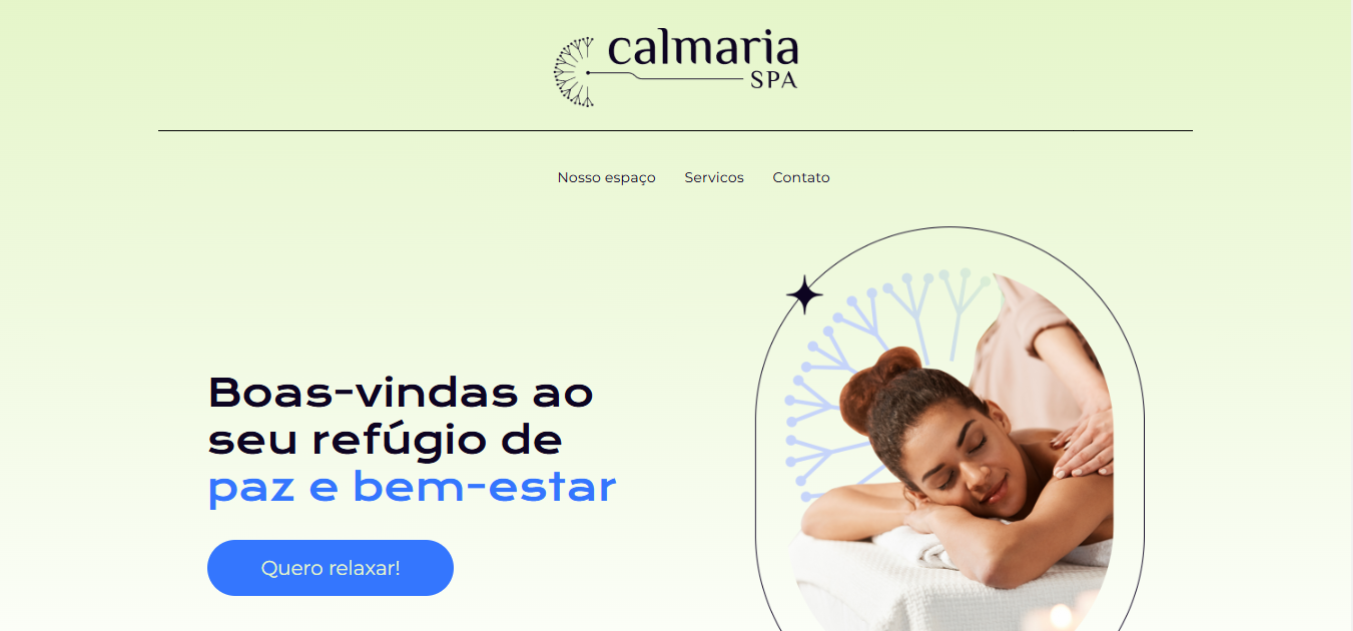 calmaria
SPA
Nosso espaço Servicos Contato
Boas-vindas ao
seu refúgio de
paz e bem-estar
Quero relaxar!